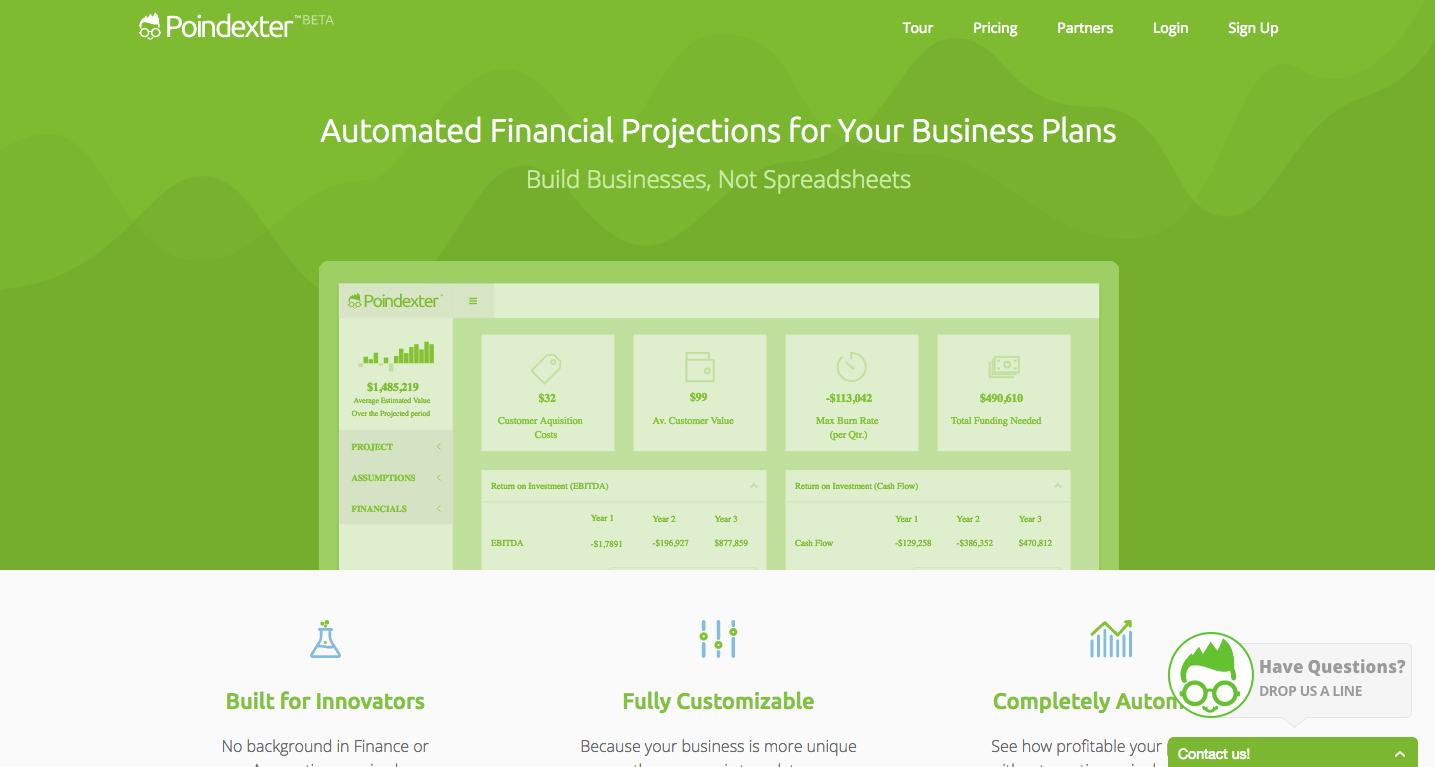 Poindexter™ BETA
Tour Pricing Partners Login Sign Up
Automated Financial Projections for Your Business Plans
Build Businesses, Not Spreadsheets
Poindexter™
$1,485,219
Average Estimated Value
Over the Projected period
PROJECT
ASSUMPTIONS
FINANCIALS
$32
Customer Aquisition
Costs
$99
Av. Customer Value
-$113,042
Max Burn Rate
(per Qtr.)
$490,610
Total Funding Needed
Return on Investment (EBITDA)
Year 1 Year 2 Year 3
EBITDA -$1,7891 -$196,927 $877,859
Return on Investment (Cash Flow)
Year 1 Year 2 Year 3
Cash Flow -$129,258 -$386,352 $470,812
Built for Innovators
No background in Finance or
Fully Customizable
Because your business is more unique
Completely Autom
See how profitable your
Have Questions?
DROP US A LINE
Contact us!